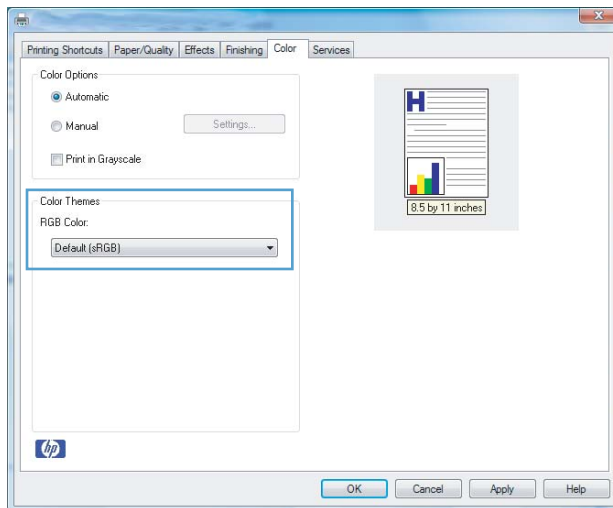 Printing Shortcuts Paper/Quality Effects Finishing Color Services
Color Options
Automatic
Manual
Settings...
Print in Grayscale
H
8.5 by 11 inches
Color Themes
RGB Color:
Default (sRGB)
hp
OK Cancel Apply Help